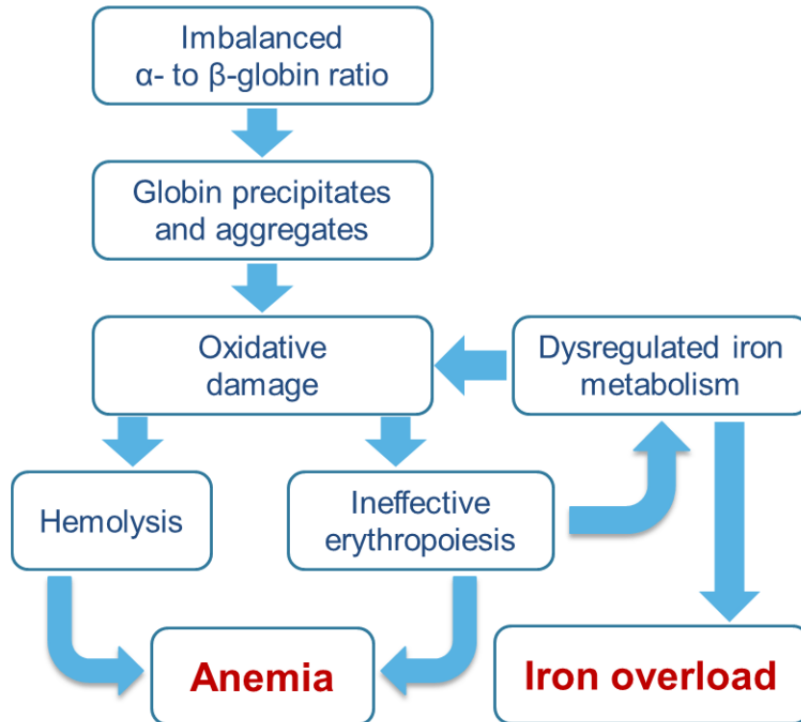 Imbalanced
α- to β-globin ratio
Globin precipitates
and aggregates
Oxidative
damage
Dysregulated iron
metabolism
Hemolysis
Ineffective
erythropoiesis
Anemia
Iron overload